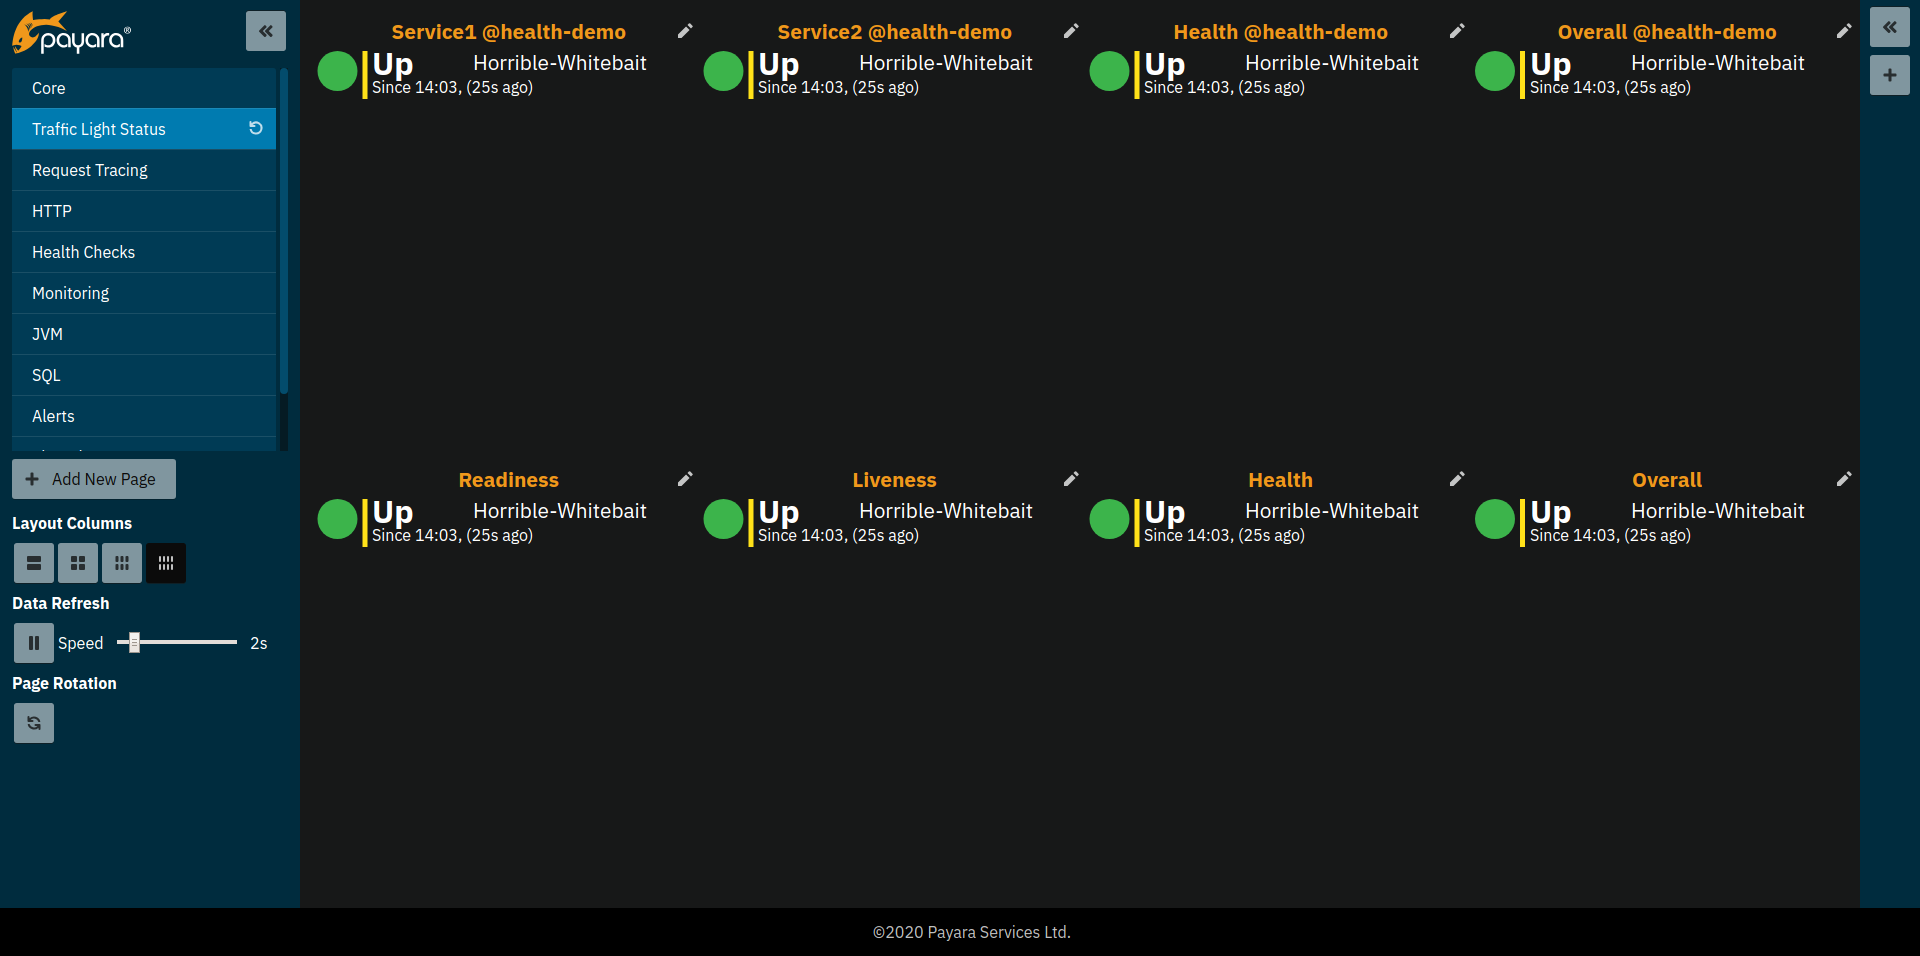 payara®
Core
Traffic Light Status
Request Tracing
HTTP
Health Checks
Monitoring
JVM
SQL
Alerts
Add New Page
Layout Columns
Data Refresh
Speed 2s
Page Rotation
Service1 @health-demo
Up Horrible-Whitebait
Since 14:03, (25s ago)
Service2 @health-demo
Up Horrible-Whitebait
Since 14:03, (25s ago)
Health @health-demo
Up Horrible-Whitebait
Since 14:03, (25s ago)
Overall @health-demo
Up Horrible-Whitebait
Since 14:03, (25s ago)
Readiness
Up Horrible-Whitebait
Since 14:03, (25s ago)
Liveness
Up Horrible-Whitebait
Since 14:03, (25s ago)
Health
Up Horrible-Whitebait
Since 14:03, (25s ago)
Overall
Up Horrible-Whitebait
Since 14:03, (25s ago)
©2020 Payara Services Ltd.